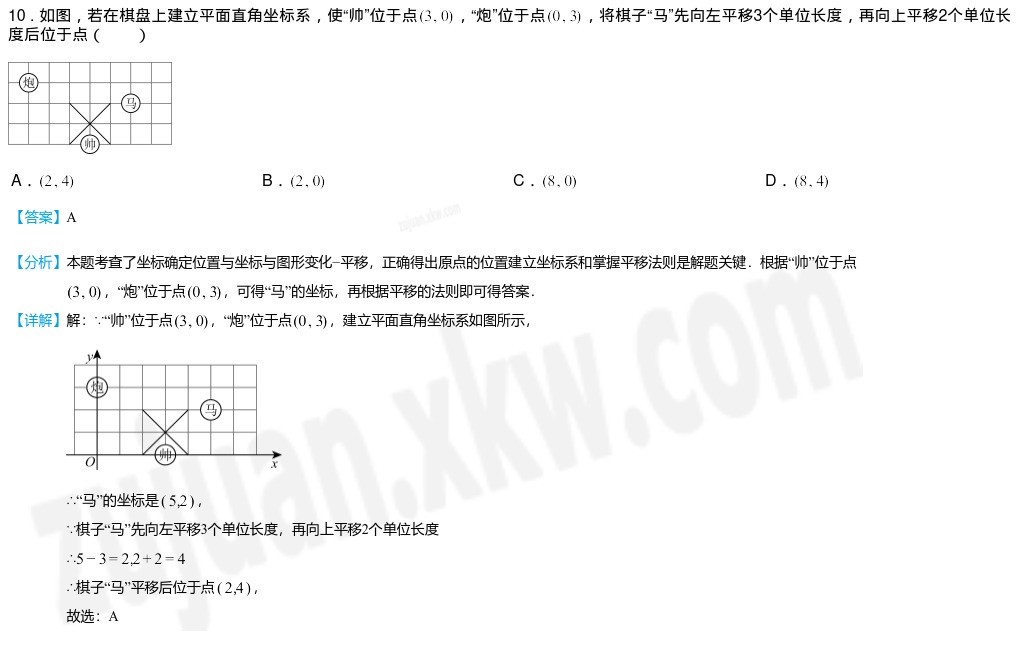 10．如图，若在棋盘上建立平面直角坐标系，使“帅”位于点(3, 0)，“炮”位于点(0, 3)，将棋子“马”先向左平移3个单位长度，再向上平移2个单位长
度后位于点（　　）
炮
马
帅
A．(2, 4)　B．(2, 0)　C．(8, 0)　D．(8, 4)
【答案】A
zujuan.xkw.com
【分析】本题考查了坐标确定位置与坐标与图形变化−平移，正确得出原点的位置建立坐标系和掌握平移法则是解题关键．根据“帅”位于点
(3, 0)，“炮”位于点(0, 3)，可得“马”的坐标，再根据平移的法则即可得答案．
【详解】解：∵“帅”位于点(3, 0)，“炮”位于点(0, 3)，建立平面直角坐标系如图所示，
y
炮
马
帅
O
x
∴“马”的坐标是(5,2)，
∵棋子“马”先向左平移3个单位长度，再向上平移2个单位长度
∴5−3=2,2+2=4
∴棋子“马”平移后位于点(2,4)，
故选：A
zujuan.xkw.com